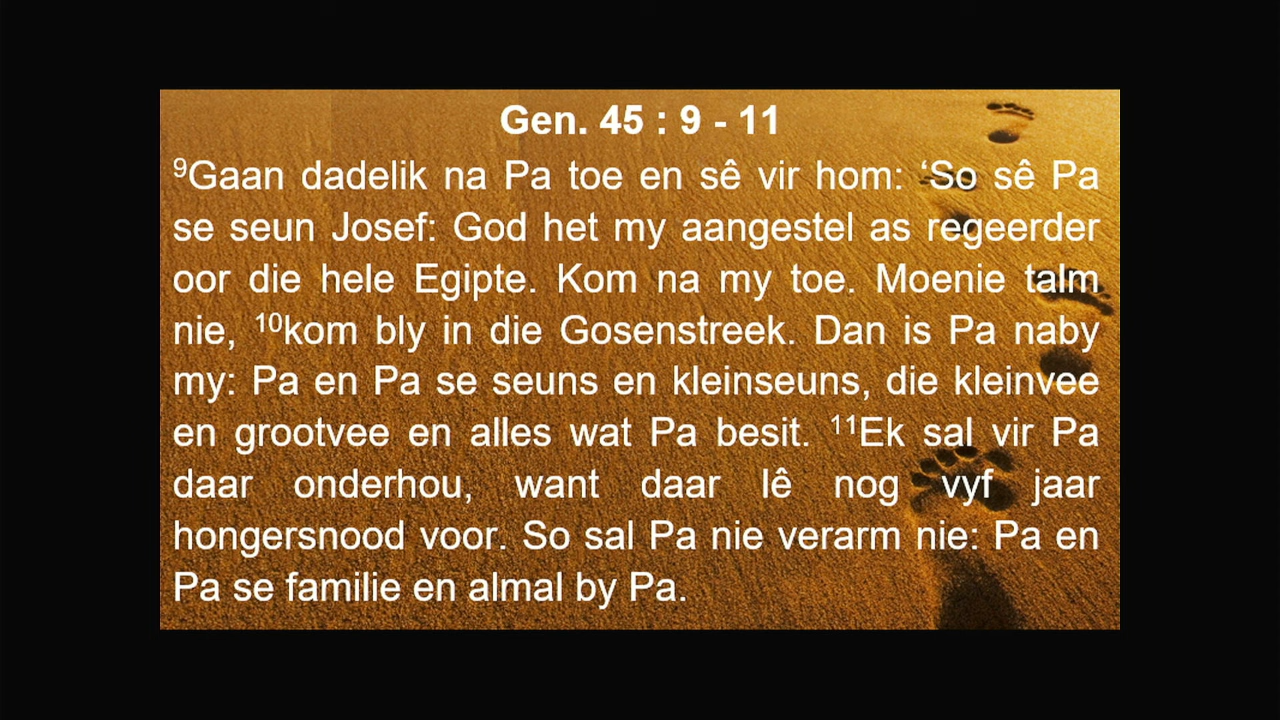 Gen. 45 : 9 - 11
⁹Gaan dadelik na Pa toe en sê vir hom: ‘So sê Pa
se seun Josef: God het my aangestel as regeerder
oor die hele Egipte. Kom na my toe. Moenie talm
nie, ¹⁰kom bly in die Gosenstreek. Dan is Pa naby
my: Pa en Pa se seuns en kleinseuns, die kleinvee
en grootvee en alles wat Pa besit. ¹¹Ek sal vir Pa
daar onderhou, want daar lê nog vyf jaar
hongersnood voor. So sal Pa nie verarm nie: Pa en
Pa se familie en almal by Pa.